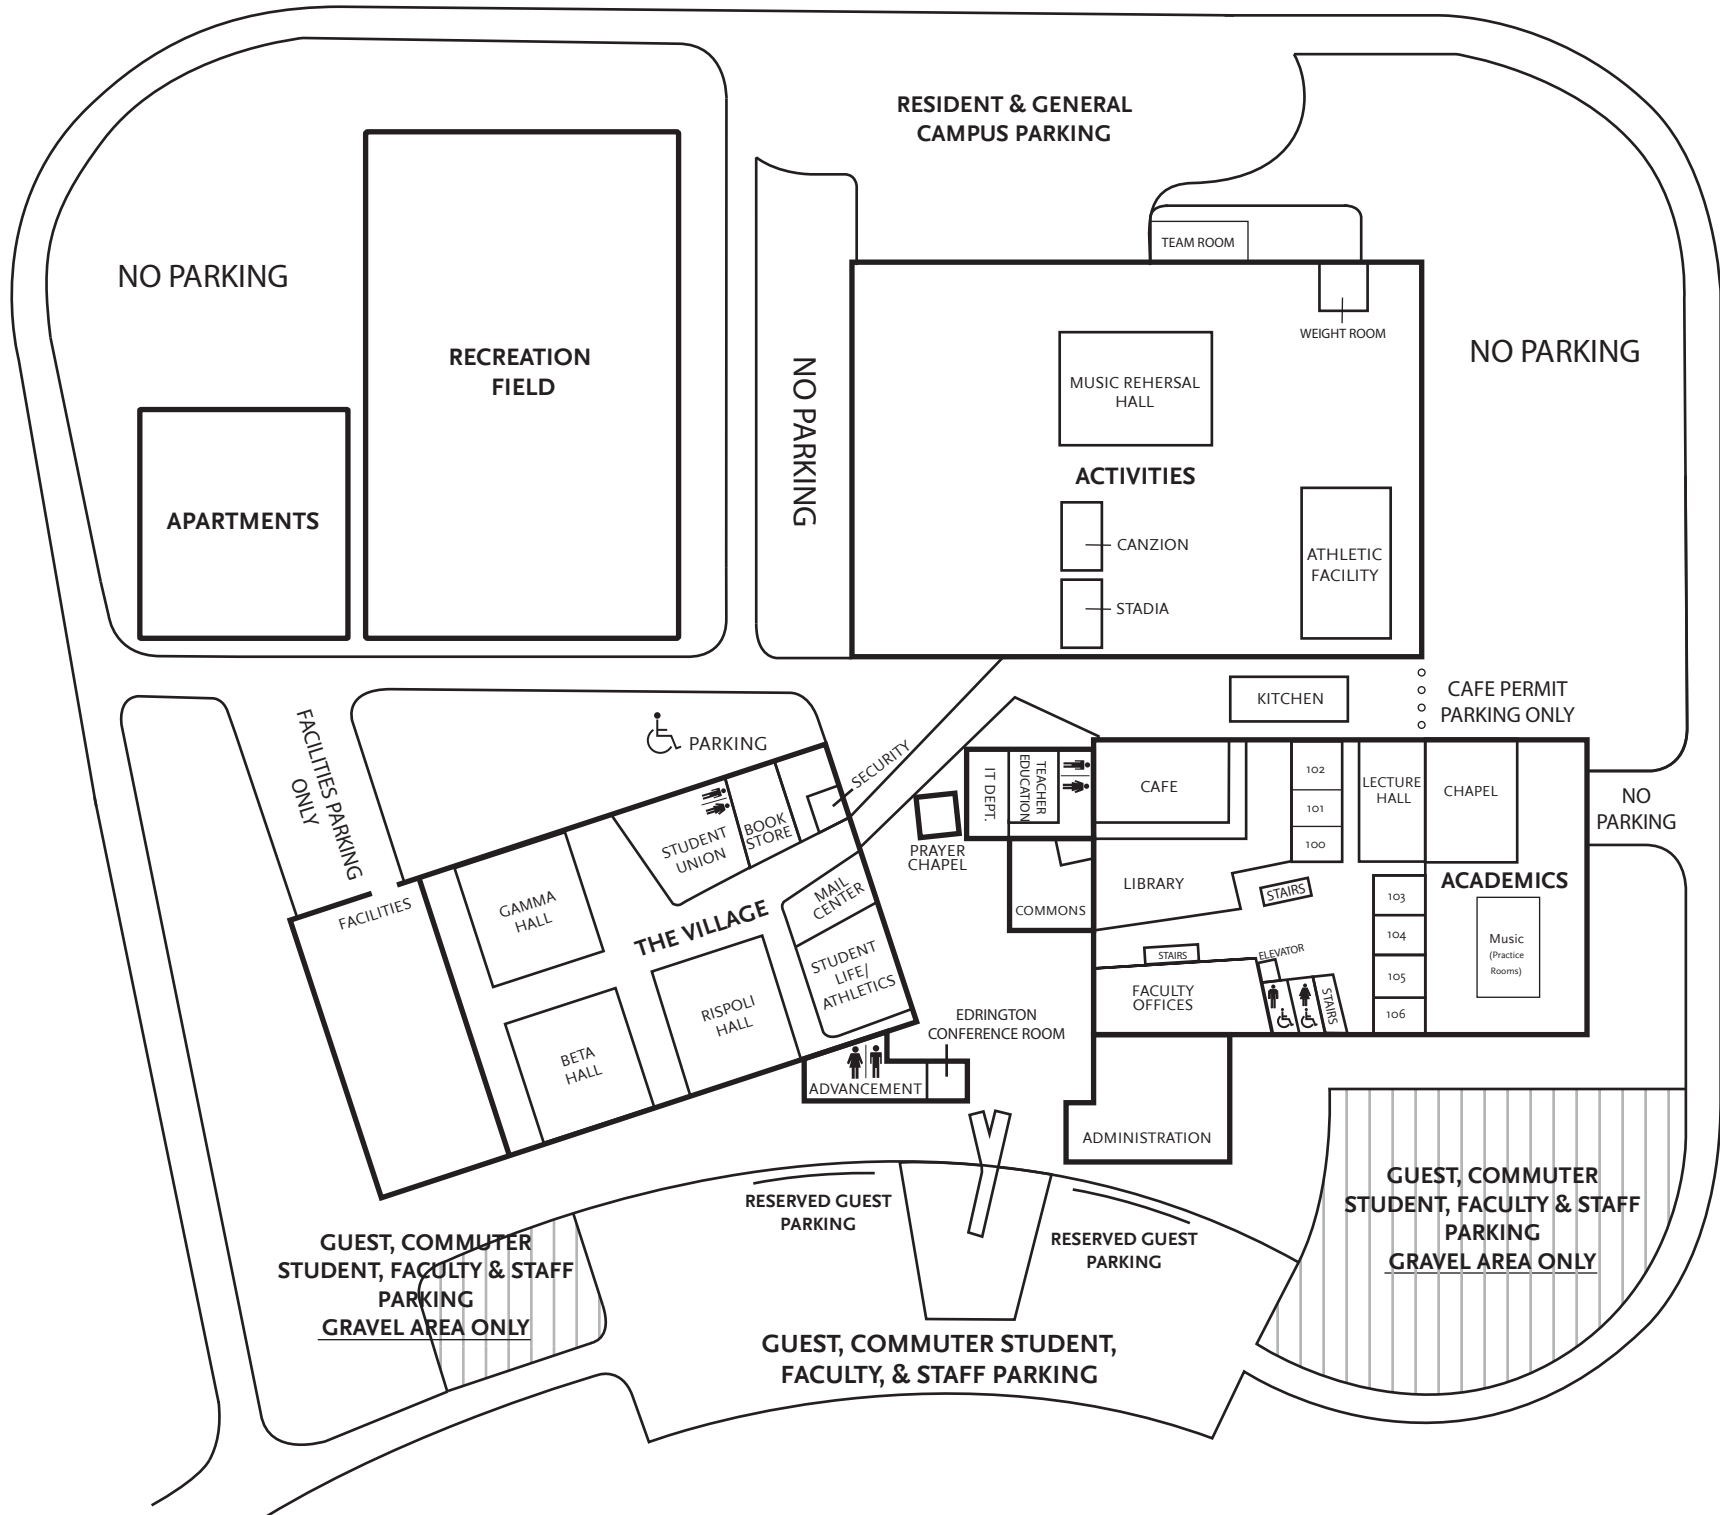 RESIDENT & GENERAL
CAMPUS PARKING
TEAM ROOM
NO PARKING
WEIGHT ROOM
RECREATION
FIELD
NO PARKING
NO PARKING
MUSIC REHERSAL
HALL
ACTIVITIES
APARTMENTS
CANZION
ATHLETIC
FACILITY
STADIA
KITCHEN
CAFE PERMIT
PARKING ONLY
FACILITIES PARKING
ONLY
PARKING
SECURITY
IT DEPT.
TEACHER
EDUCATION
CAFE
102
101
100
LECTURE
HALL
CHAPEL
NO
PARKING
STUDENT
UNION
BOOK
STORE
PRAYER
CHAPEL
LIBRARY
STAIRS
ACADEMICS
COMMONS
103
104
105
106
Music
(Practice
Rooms)
FACILITIES
GAMMA
HALL
THE VILLAGE
MAIL
CENTER
STUDENT
LIFE/
ATHLETICS
RISPOLI
HALL
BETA
HALL
STAIRS
ELEVATOR
FACULTY
OFFICES
STAIRS
EDRINGTON
CONFERENCE ROOM
ADVANCEMENT
ADMINISTRATION
RESERVED GUEST
PARKING
RESERVED GUEST
PARKING
GUEST, COMMUTER
STUDENT, FACULTY & STAFF
PARKING
GRAVEL AREA ONLY
GUEST, COMMUTER
STUDENT, FACULTY & STAFF
PARKING
GRAVEL AREA ONLY
GUEST, COMMUTER STUDENT,
FACULTY, & STAFF PARKING